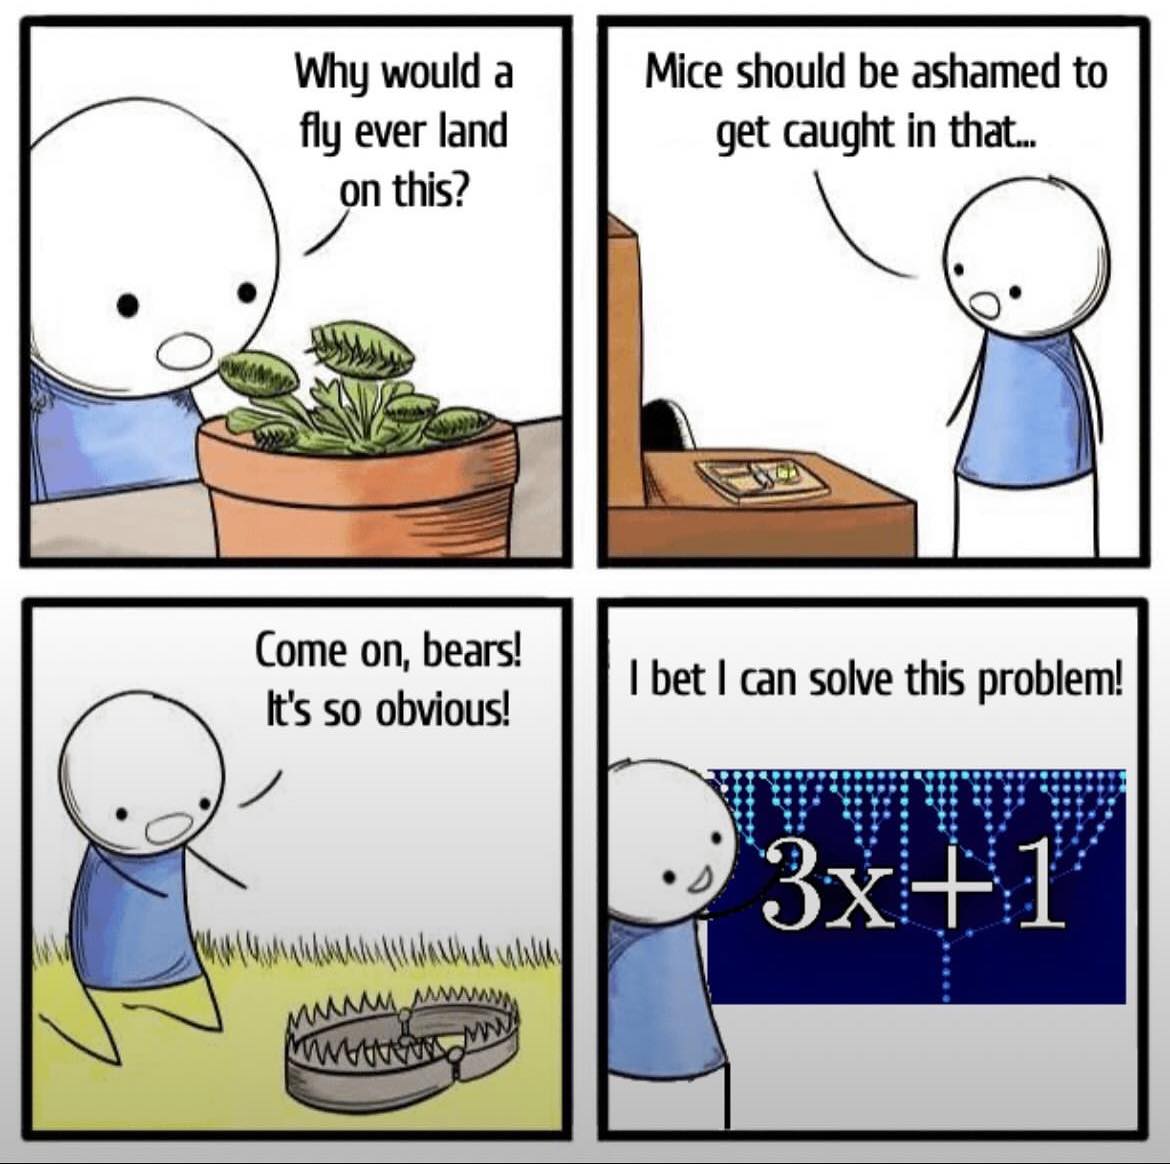 Why would a
fly ever land
on this?
Mice should be ashamed to
get caught in that...
Come on, bears!
It's so obvious!
I bet I can solve this problem!
3x+1